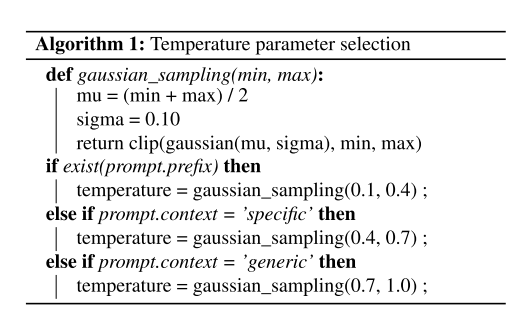 Algorithm 1: Temperature parameter selection
def gaussian_sampling(min, max):
mu = (min + max) / 2
sigma = 0.10
return clip(gaussian(mu, sigma), min, max)
if exist(prompt.prefix) then
temperature = gaussian_sampling(0.1, 0.4) ;
else if prompt.context = 'specific' then
temperature = gaussian_sampling(0.4, 0.7) ;
else if prompt.context = 'generic' then
temperature = gaussian_sampling(0.7, 1.0) ;